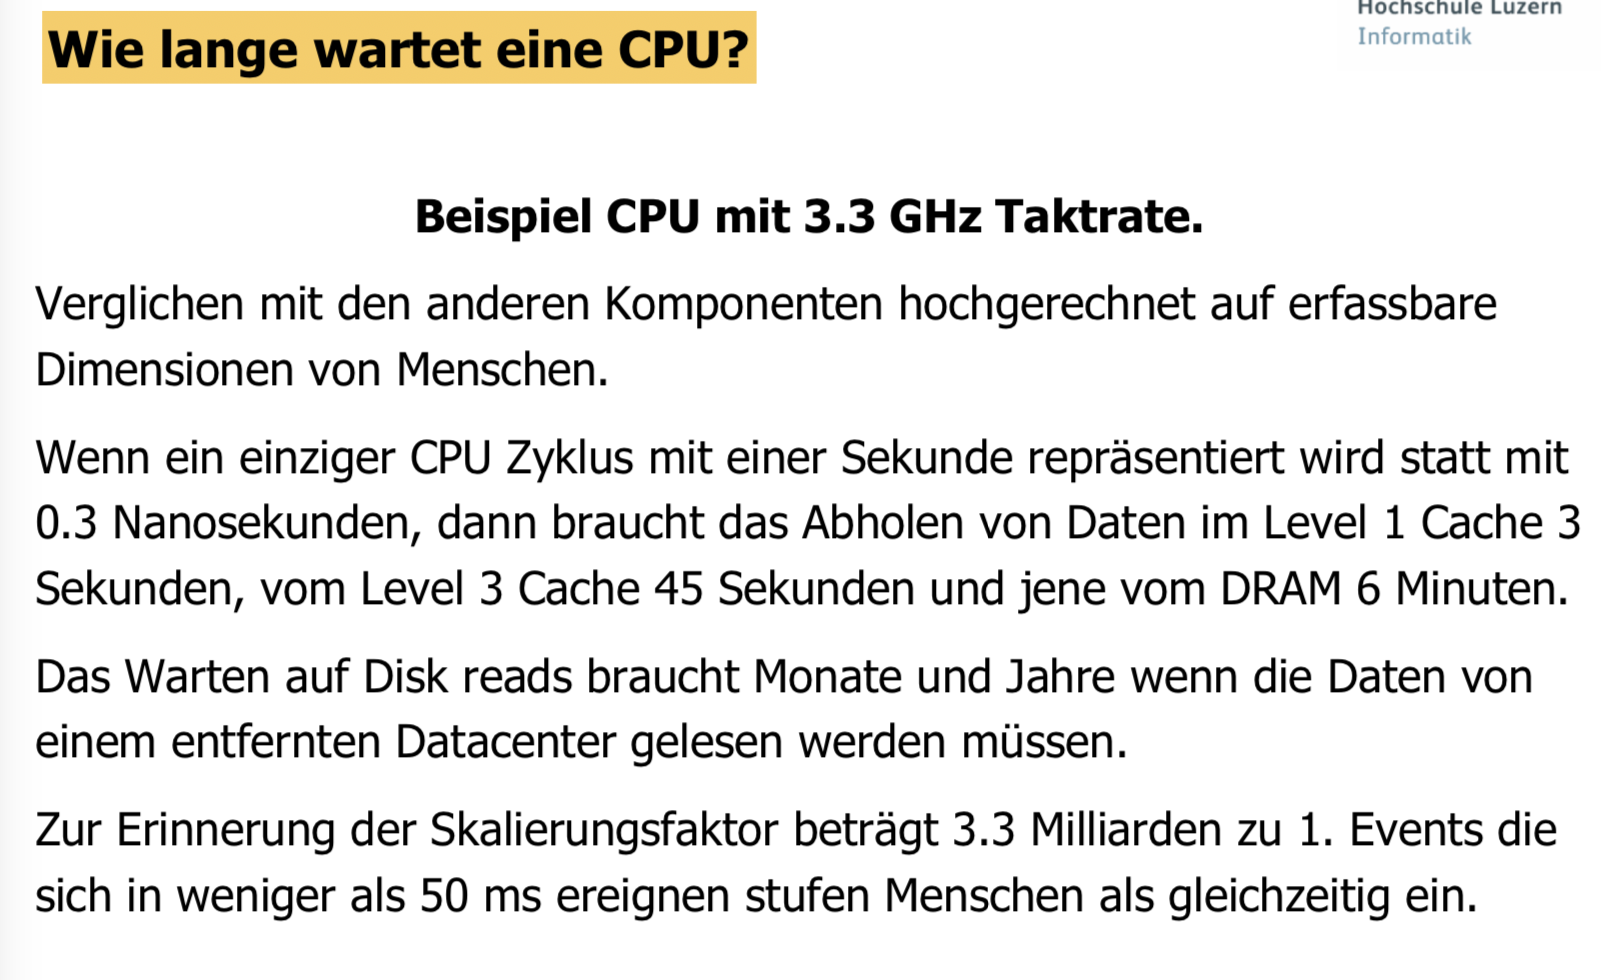 Hochschule Luzern
Informatik
Wie lange wartet eine CPU?
Beispiel CPU mit 3.3 GHz Taktrate.
Verglichen mit den anderen Komponenten hochgerechnet auf erfassbare
Dimensionen von Menschen.
Wenn ein einziger CPU Zyklus mit einer Sekunde repräsentiert wird statt mit
0.3 Nanosekunden, dann braucht das Abholen von Daten im Level 1 Cache 3
Sekunden, vom Level 3 Cache 45 Sekunden und jene vom DRAM 6 Minuten.
Das Warten auf Disk reads braucht Monate und Jahre wenn die Daten von
einem entfernten Datacenter gelesen werden müssen.
Zur Erinnerung der Skalierungsfaktor beträgt 3.3 Milliarden zu 1. Events die
sich in weniger als 50 ms ereignen stufen Menschen als gleichzeitig ein.